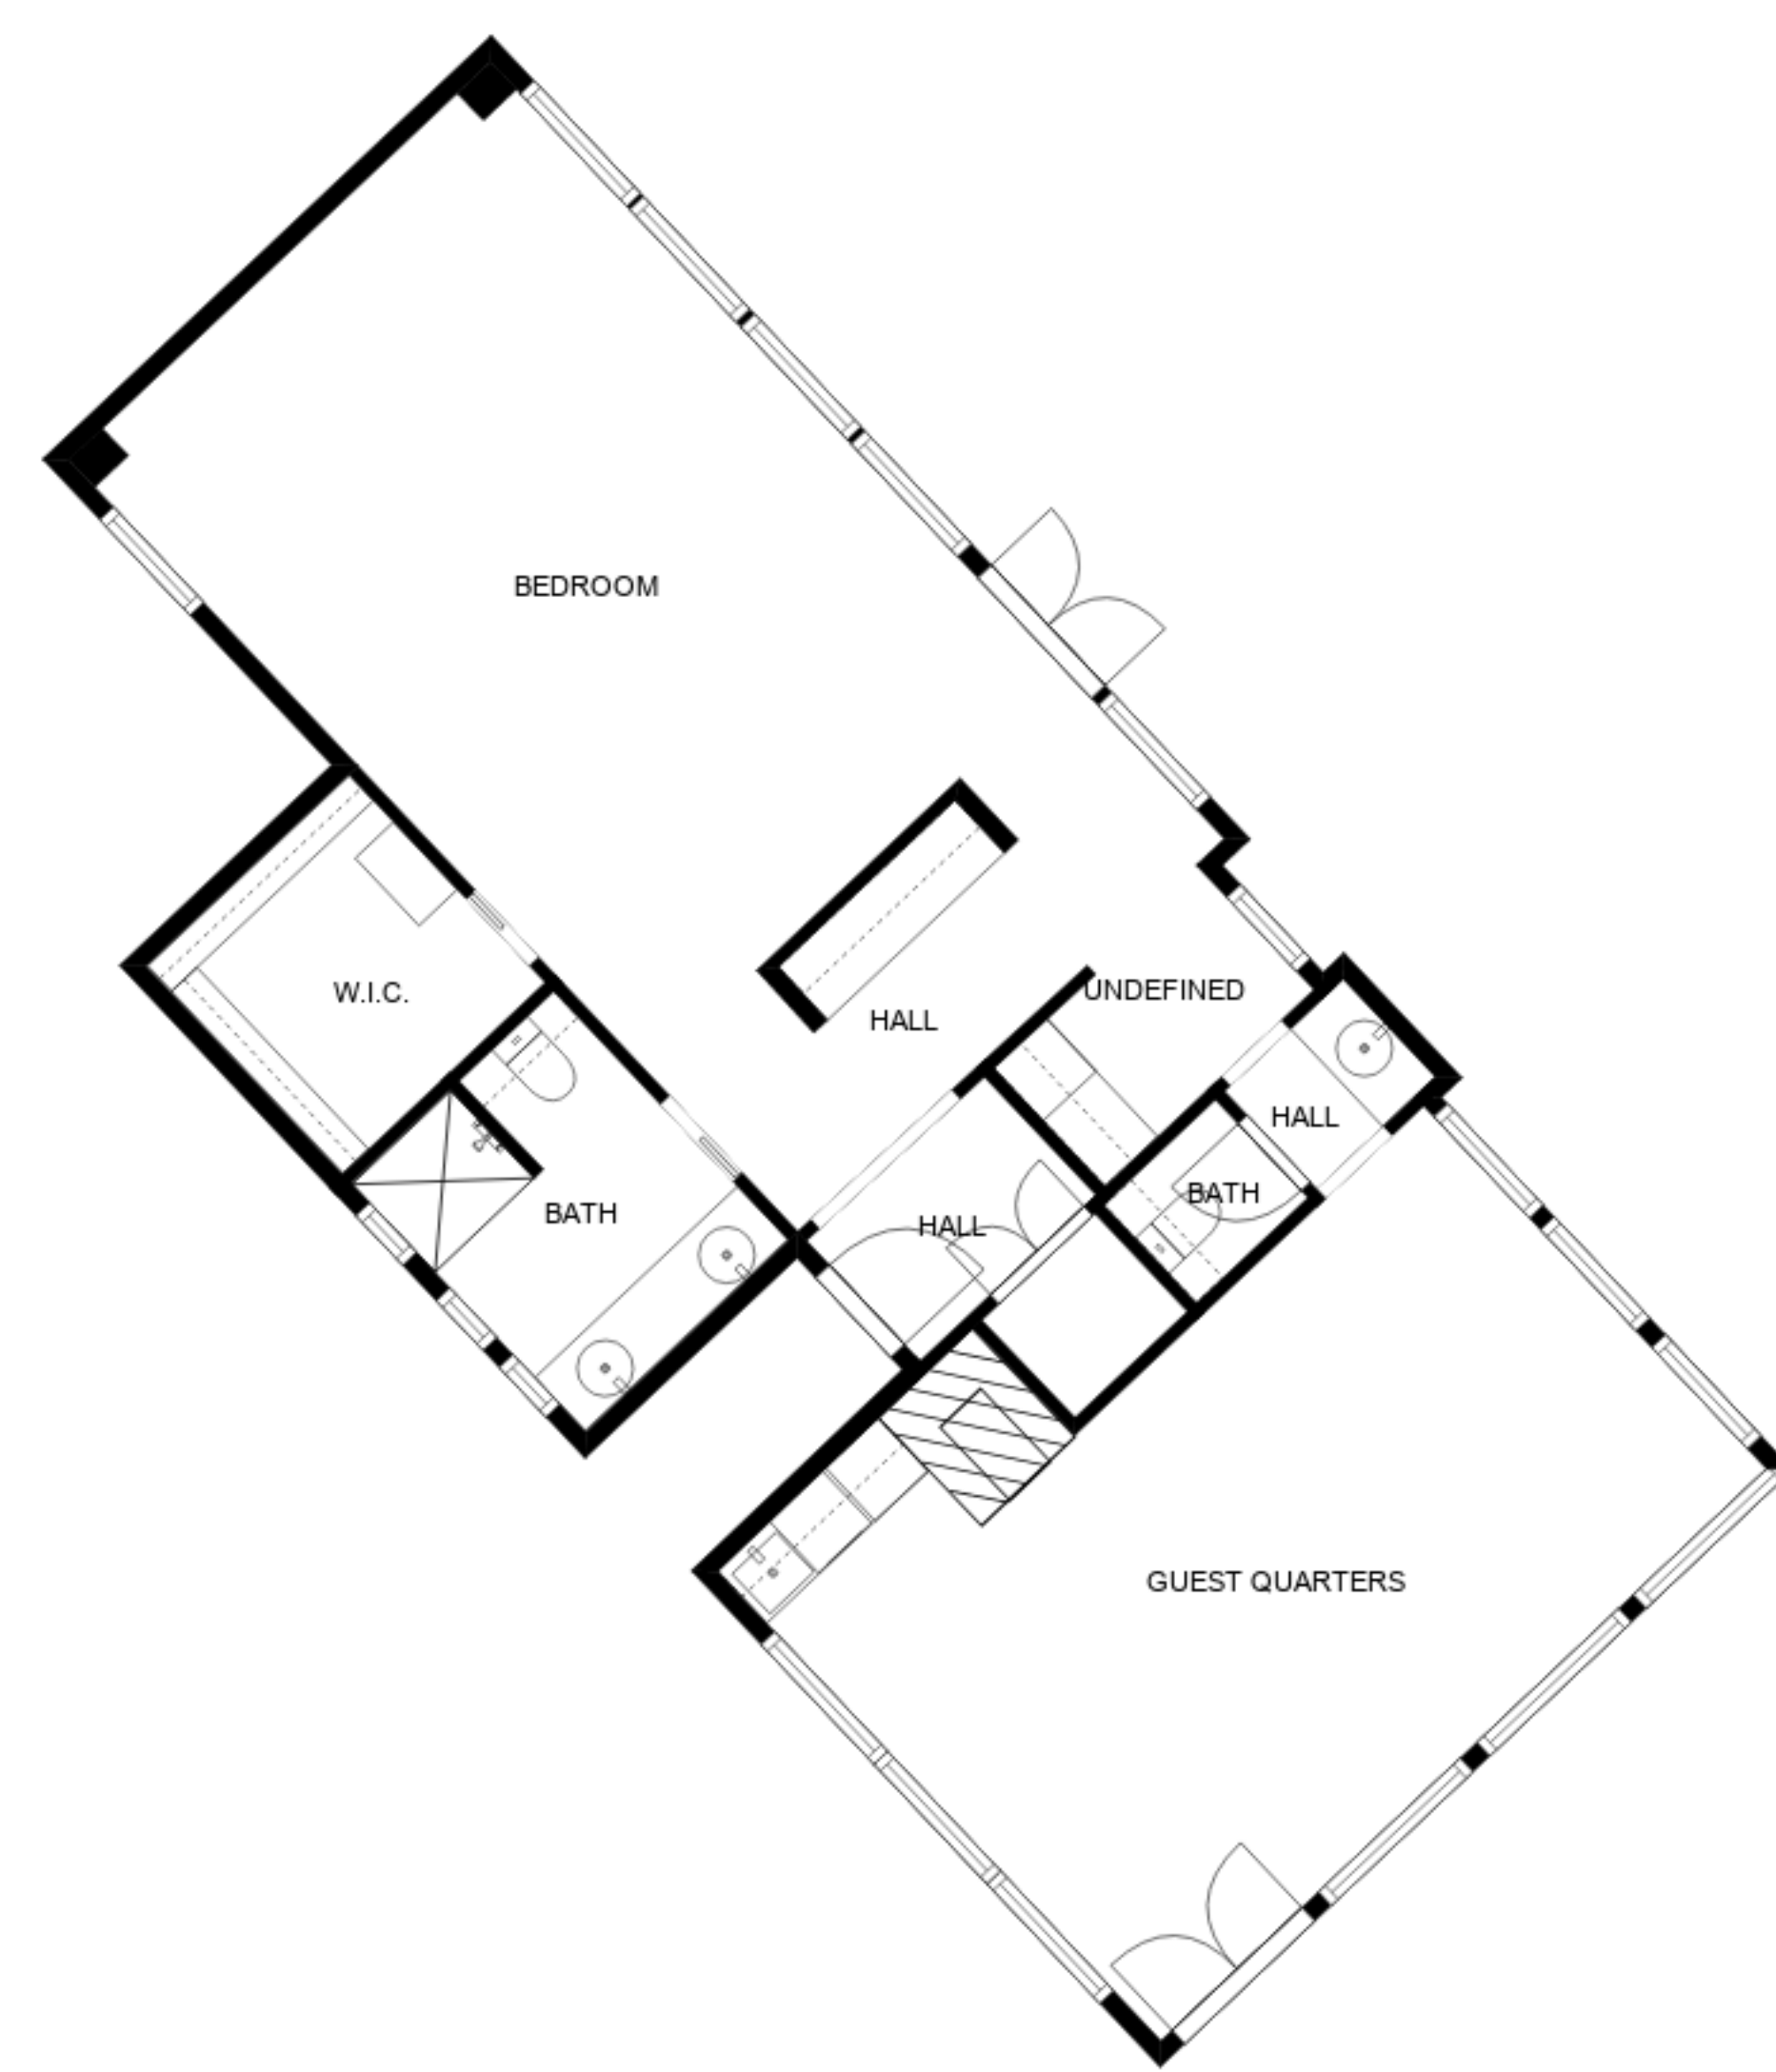 BEDROOM
W.I.C.
UNDEFINED
HALL
HALL
BATH
BATH
HALL
GUEST QUARTERS